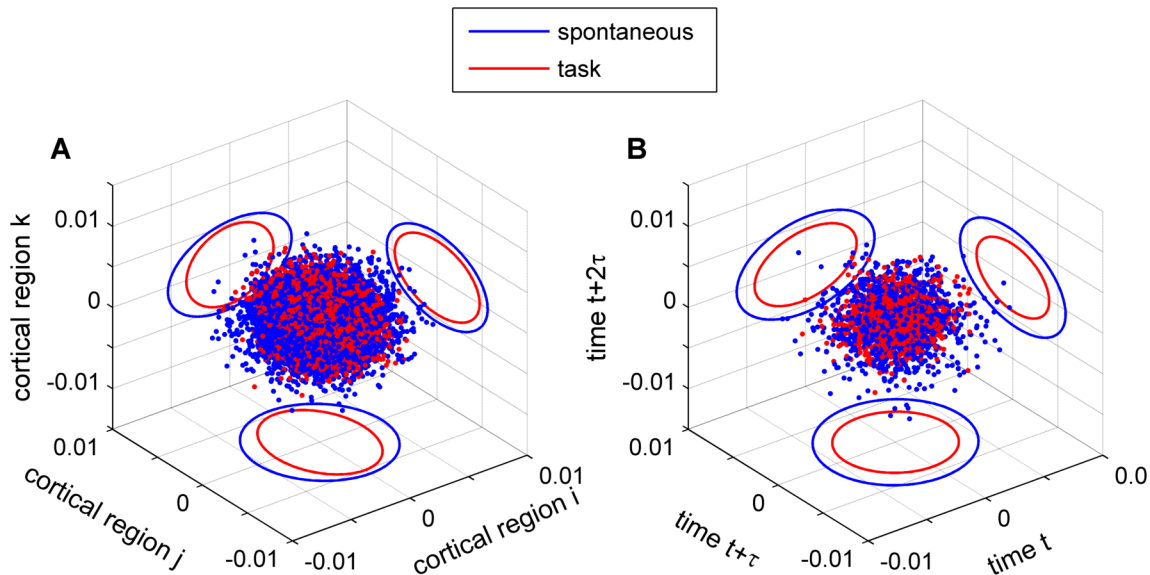 spontaneous
task
A
B
cortical region k
0.01
0
-0.01
0.01
cortical region j
0
-0.01
-0.01
0
0.01
cortical region i
time t+2τ
0.01
0
-0.01
0.01
time t+τ
0
-0.01
-0.01
0
0.0
time t